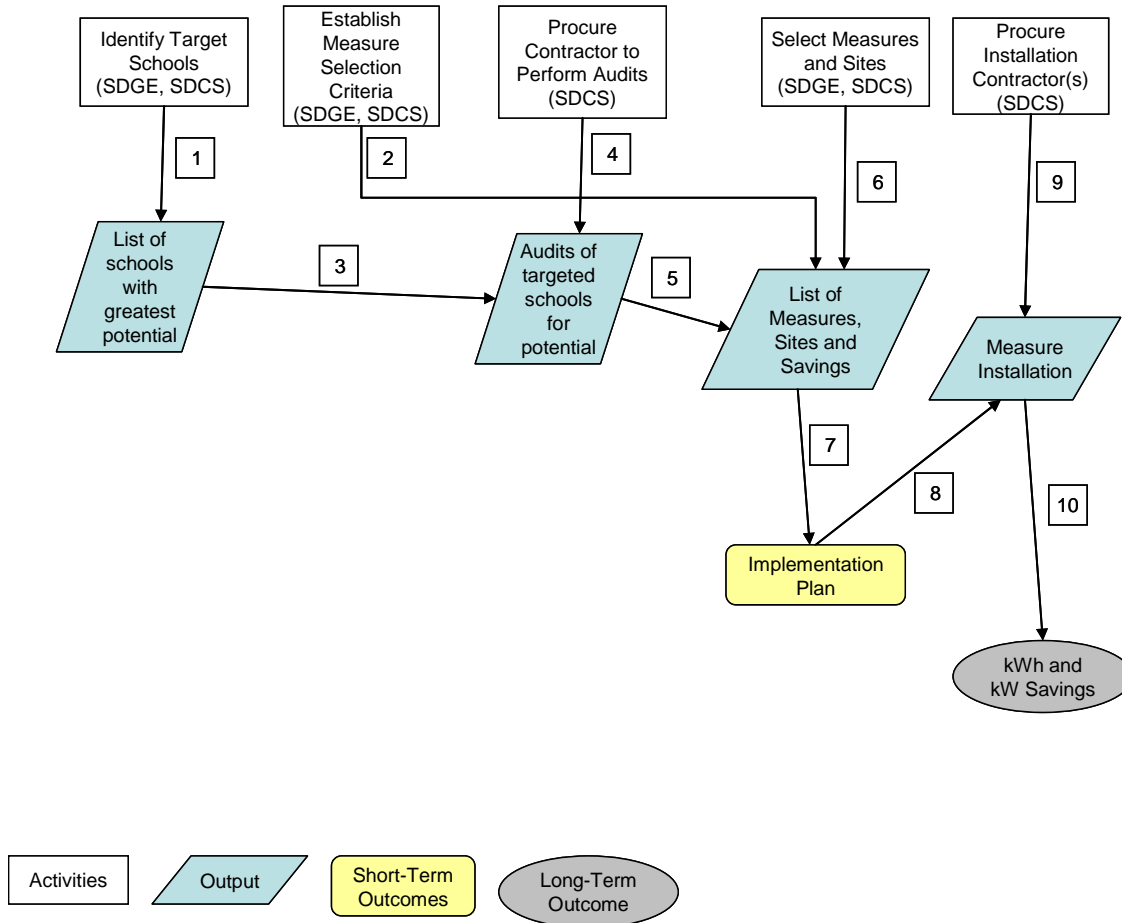 Identify Target
Schools
(SDGE, SDCS)
Establish
Measure
Selection
Criteria
(SDGE, SDCS)
Procure
Contractor to
Perform Audits
(SDCS)
Select Measures
and Sites
(SDGE, SDCS)
Procure
Installation
Contractor(s)
(SDCS)
1
2
4
6
9
List of
schools
with
greatest
potential
3
Audits of
targeted
schools
for
potential
5
List of
Measures,
Sites and
Savings
Measure
Installation
7
8
10
Implementation
Plan
kWh and
kW Savings
Activities
Output
Short-Term
Outcomes
Long-Term
Outcome